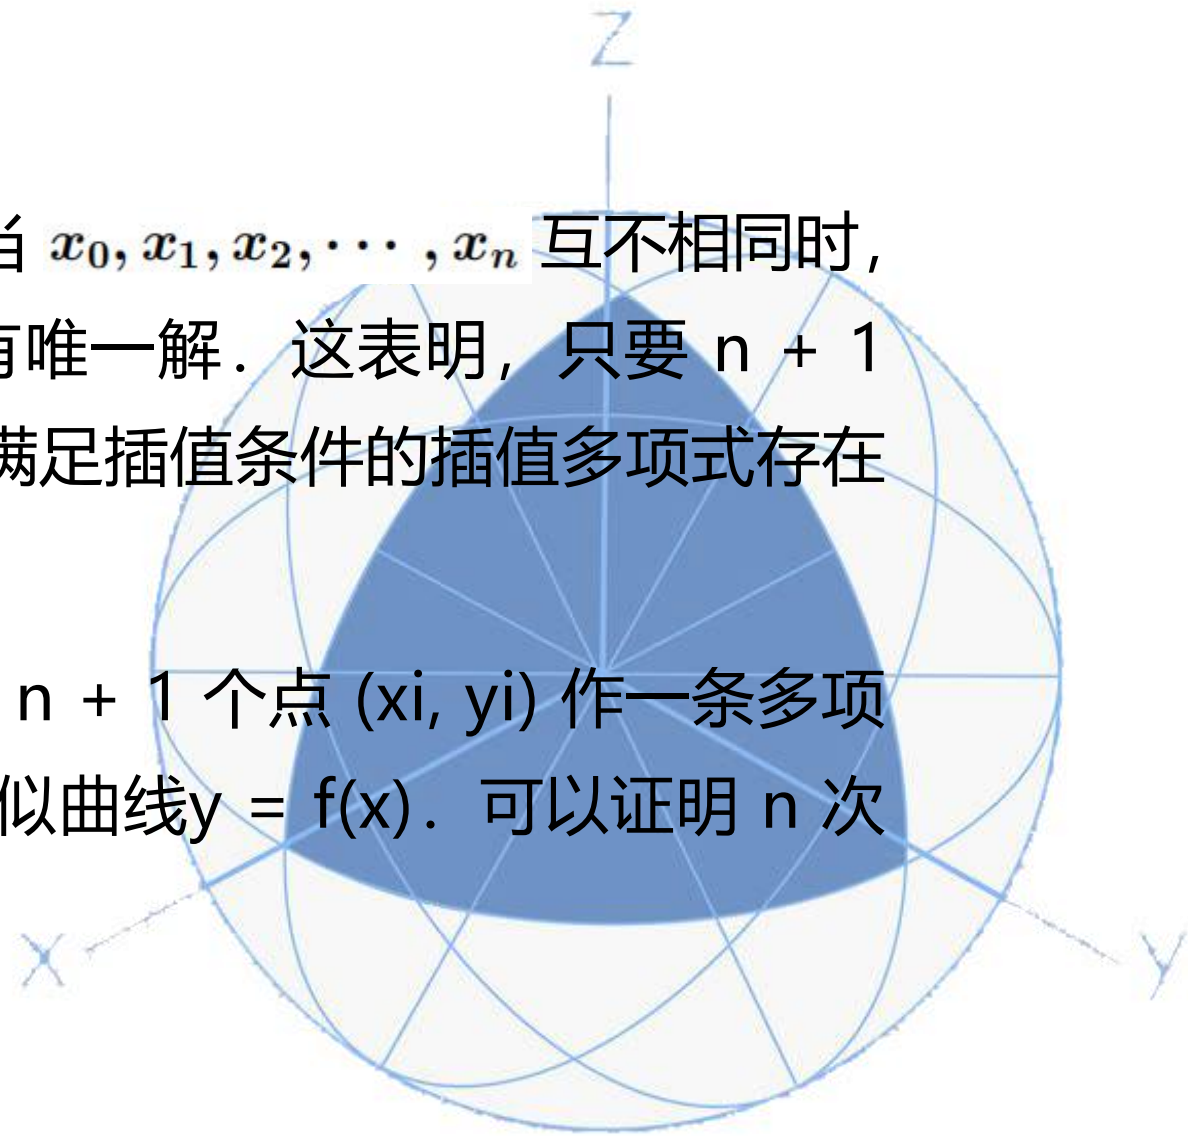 Z
当 x₀, x₁, x₂, ⋯ , xₙ 互不相同时，
有唯一解．这表明，只要 n + 1
满足插值条件的插值多项式存在
n + 1 个点 (xi, yi) 作一条多项
似曲线y = f(x)．可以证明 n 次
X
Y